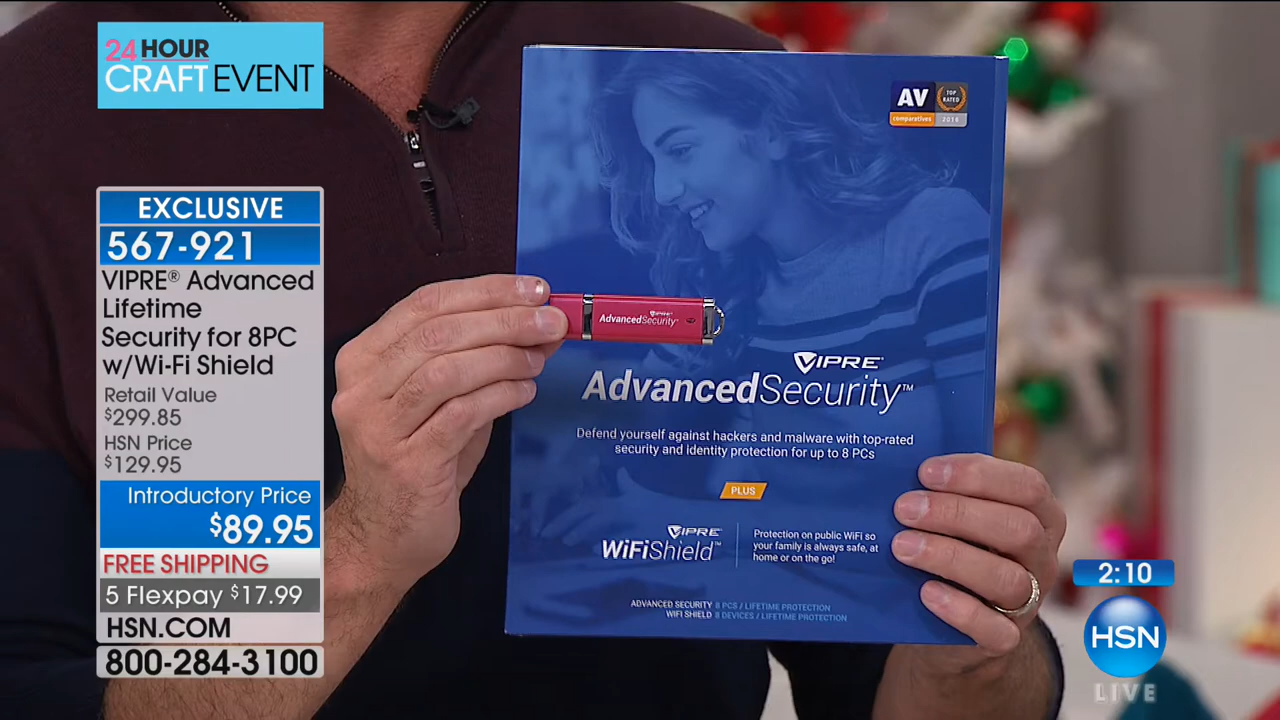 24 HOUR
CRAFT EVENT
EXCLUSIVE
567-921
VIPRE® Advanced
Lifetime
Security for 8PC
w/Wi-Fi Shield
Retail Value
$299.85
HSN Price
$129.95
Introductory Price
$89.95
FREE SHIPPING
5 Flexpay $17.99
HSN.COM
800-284-3100
AV
comparatives
TOP
RATED
2016
VIPRE
AdvancedSecurity™
VIPRE®
AdvancedSecurity™
Defend yourself against hackers and malware with top-rated
security and identity protection for up to 8 PCs
PLUS
VIPRE®
WiFiShield™
Protection on public WiFi so
your family is always safe, at
home or on the go!
ADVANCED SECURITY 8 PCS / LIFETIME PROTECTION
WIFI SHIELD 8 DEVICES / LIFETIME PROTECTION
2:10
HSN
LIVE